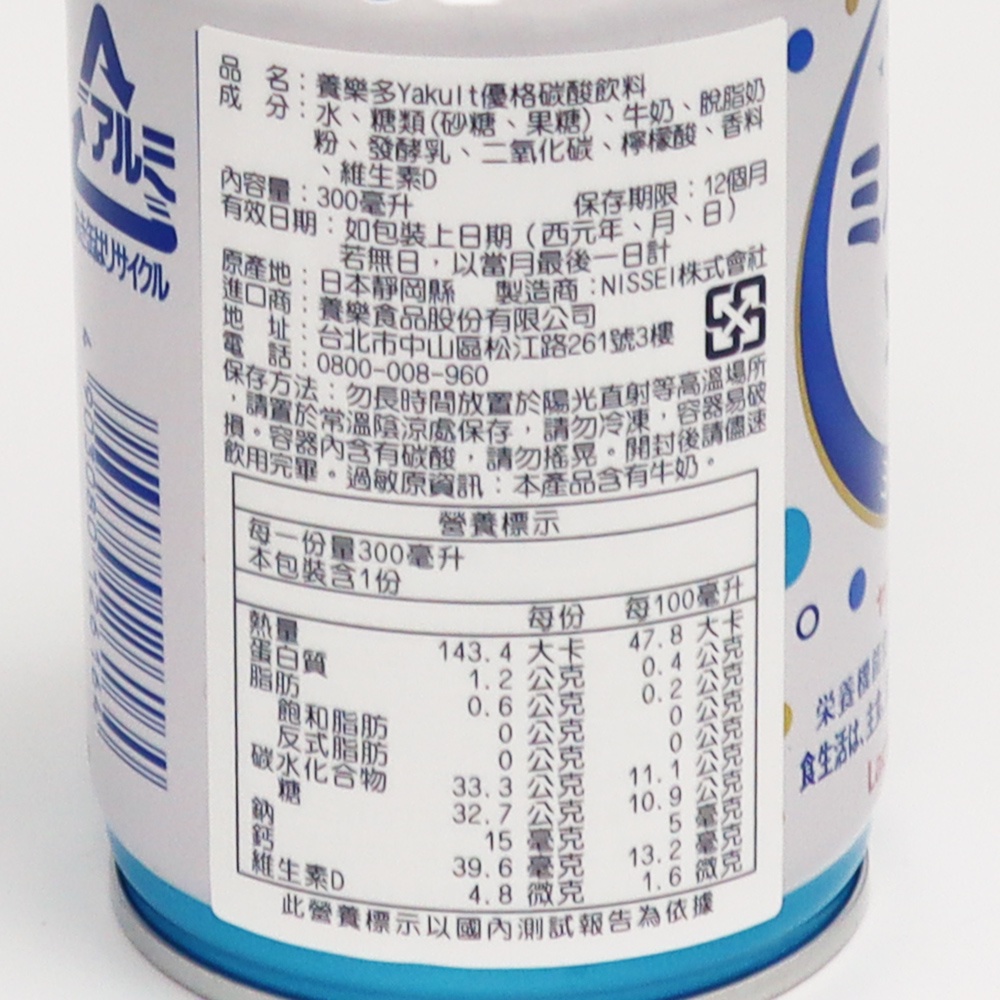 品名：養樂多Yakult優格碳酸飲料
成分：水、糖類(砂糖、果糖)、牛奶、脫脂奶
粉、發酵乳、二氧化碳、檸檬酸、香料
、維生素D
內容量：300毫升 保存期限：12個月
有效日期：如包裝上日期（西元年、月、日）
若無日，以當月最後一日計
原產地：日本靜岡縣 製造商：NISSEI株式會社
進口商：養樂食品股份有限公司
地址：台北市中山區松江路261號3樓
電話：0800-008-960
保存方法：勿長時間放置於陽光直射等高溫場所
，請置於常溫陰涼處保存，請勿冷凍，容器易破
損。容器內含有碳酸，請勿搖晃。開封後請儘速
飲用完畢。過敏原資訊：本產品含有牛奶。
營養標示
每一份量300毫升
本包裝含1份
每份 每100毫升
熱量 143.4 大卡 47.8 大卡
蛋白質 1.2 公克 0.4 公克
脂肪 0.6 公克 0.2 公克
飽和脂肪 0 公克 0 公克
反式脂肪 0 公克 0 公克
碳水化合物 33.3 公克 11.1 公克
糖 32.7 公克 10.9 公克
鈉 15 毫克 5 毫克
鈣 39.6 毫克 13.2 毫克
維生素D 4.8 微克 1.6 微克
此營養標示以國內測試報告為依據
アルミ
リサイクル
ミ
栄養機能
食生活は、主食